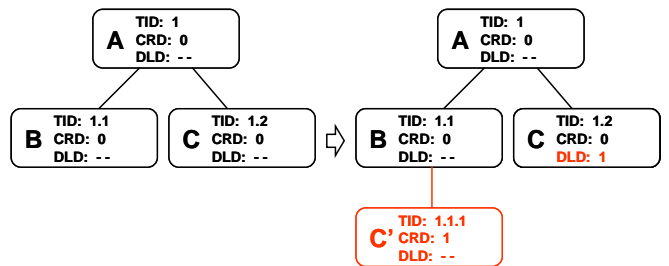 A
TID: 1
CRD: 0
DLD: - -
B
TID: 1.1
CRD: 0
DLD: - -
C
TID: 1.2
CRD: 0
DLD: - -
A
TID: 1
CRD: 0
DLD: - -
B
TID: 1.1
CRD: 0
DLD: - -
C
TID: 1.2
CRD: 0
DLD: 1
C'
TID: 1.1.1
CRD: 1
DLD: - -